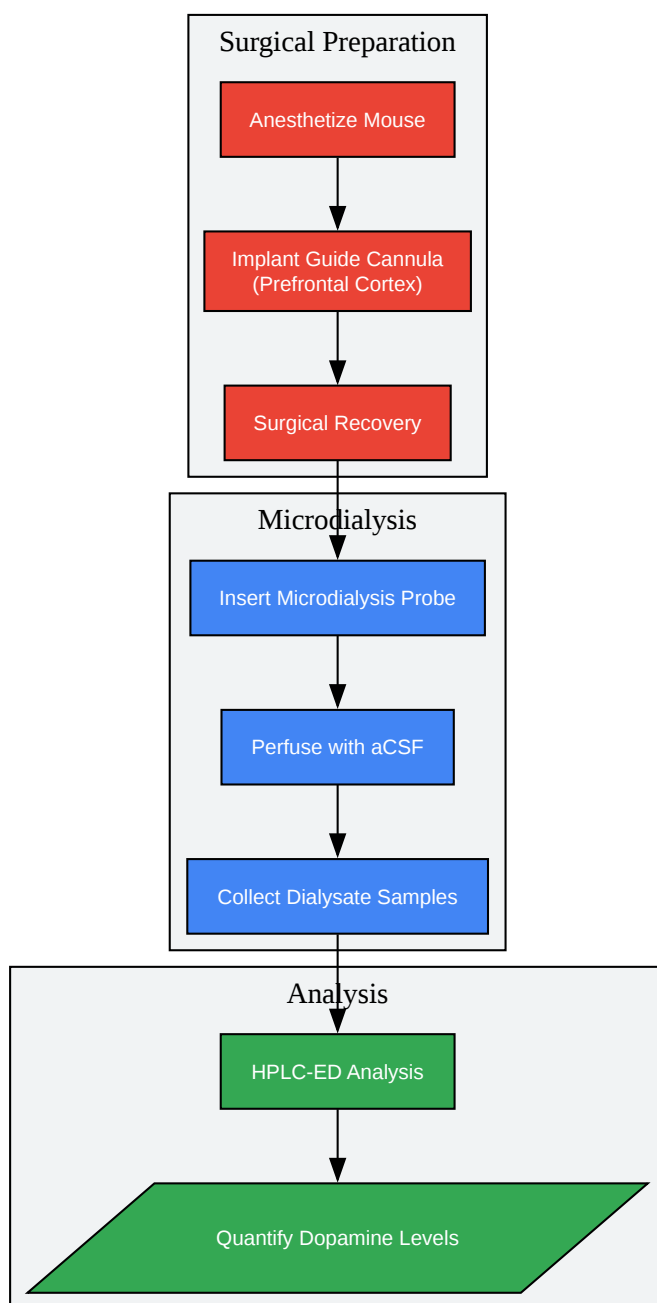 Surgical Preparation
Anesthetize Mouse
Implant Guide Cannula
(Prefrontal Cortex)
Surgical Recovery
Microdialysis
Insert Microdialysis Probe
Perfuse with aCSF
Collect Dialysate Samples
Analysis
HPLC-ED Analysis
Quantify Dopamine Levels